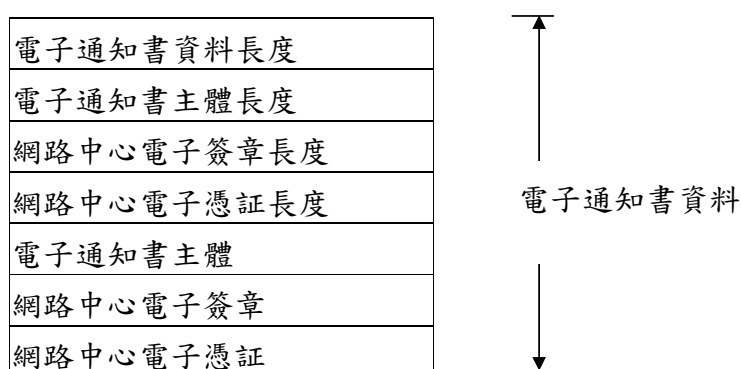 電子通知書資料長度
電子通知書主體長度
網路中心電子簽章長度
網路中心電子憑証長度
電子通知書資料
電子通知書主體
網路中心電子簽章
網路中心電子憑証